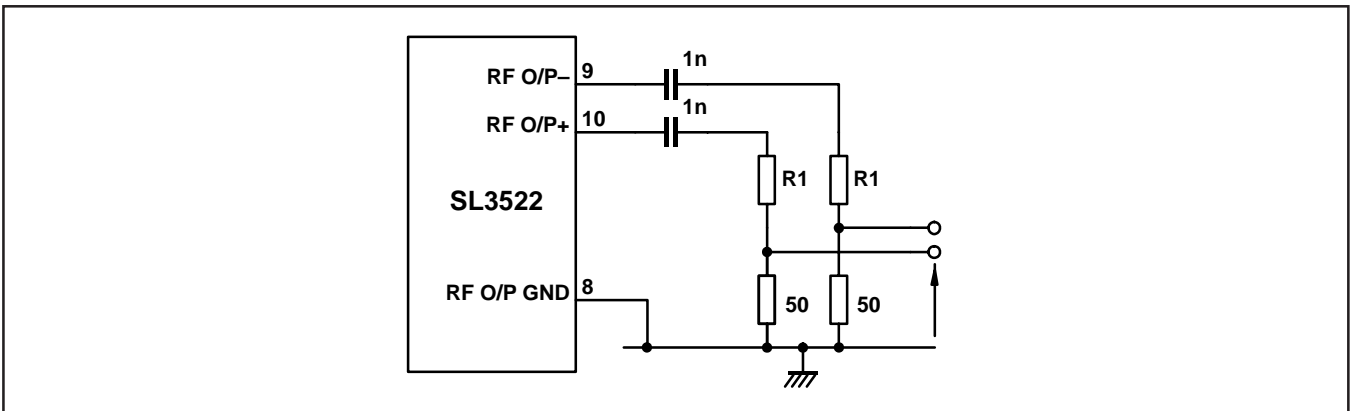 RF O/P– 9
1n
RF O/P+ 10
1n
R1
R1
SL3522
RF O/P GND 8
50
50